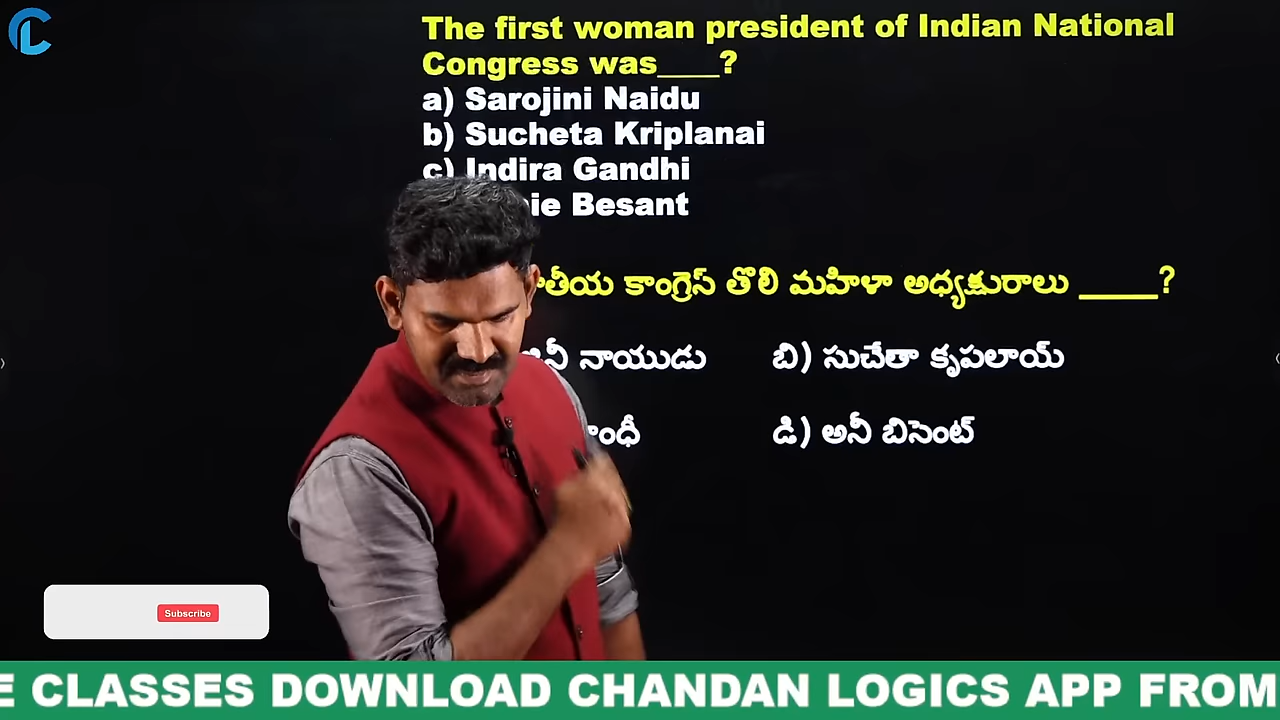 The first woman president of Indian National
Congress was____?
a) Sarojini Naidu
b) Sucheta Kriplanai
c) Indira Gandhi
Besant
కాంగ్రెస్ తొలి మహిళా అధ్యక్షురాలు _____?
నాయుడు బి) సుచేతా కృపలాయ్
డి) అనీ బిసెంట్
Subscribe
E CLASSES DOWNLOAD CHANDAN LOGICS APP FROM